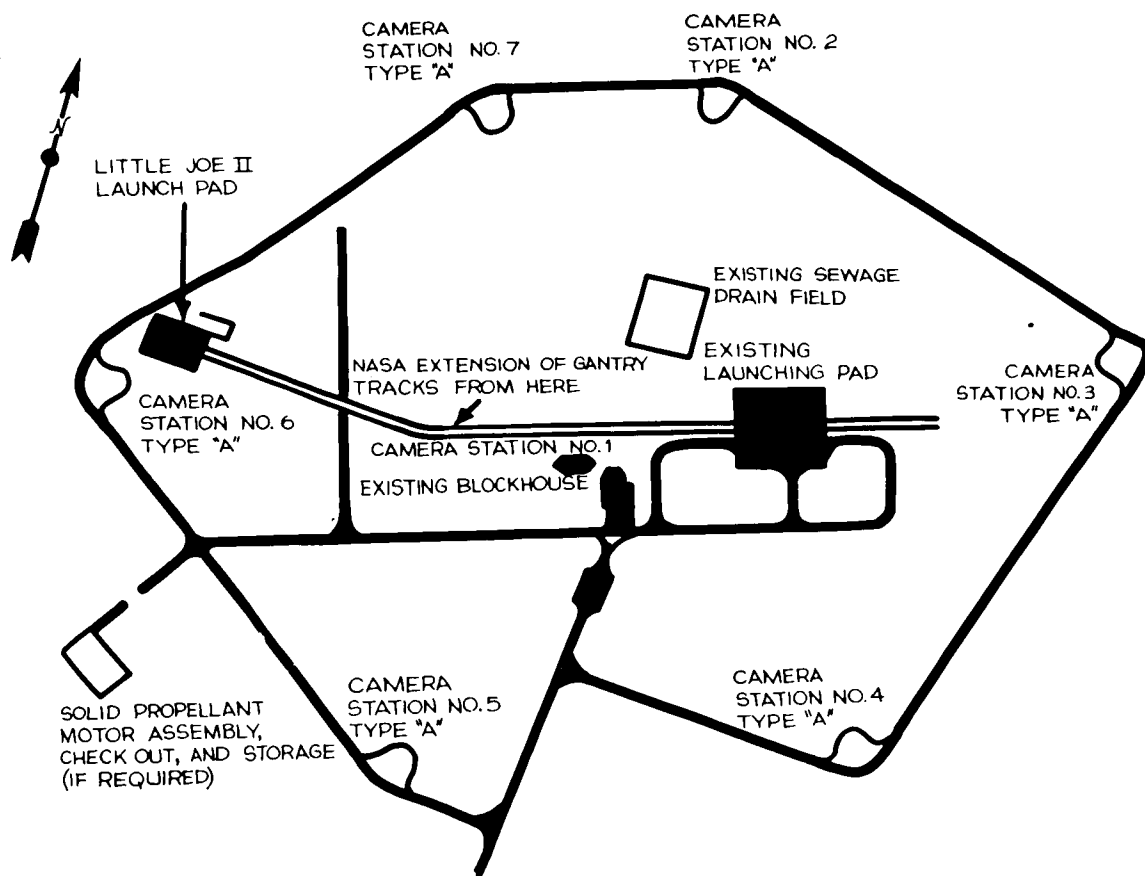 CAMERA
STATION NO. 7
TYPE "A"
CAMERA
STATION NO. 2
TYPE "A"
N
LITTLE JOE II
LAUNCH PAD
EXISTING SEWAGE
DRAIN FIELD
NASA EXTENSION OF GANTRY
TRACKS FROM HERE
EXISTING
LAUNCHING PAD
CAMERA
STATION NO. 3
TYPE "A"
CAMERA
STATION NO. 6
TYPE "A"
CAMERA STATION NO. 1
EXISTING BLOCKHOUSE
CAMERA
STATION NO. 5
TYPE "A"
CAMERA
STATION NO. 4
TYPE "A"
SOLID PROPELLANT
MOTOR ASSEMBLY,
CHECK OUT, AND STORAGE
(IF REQUIRED)